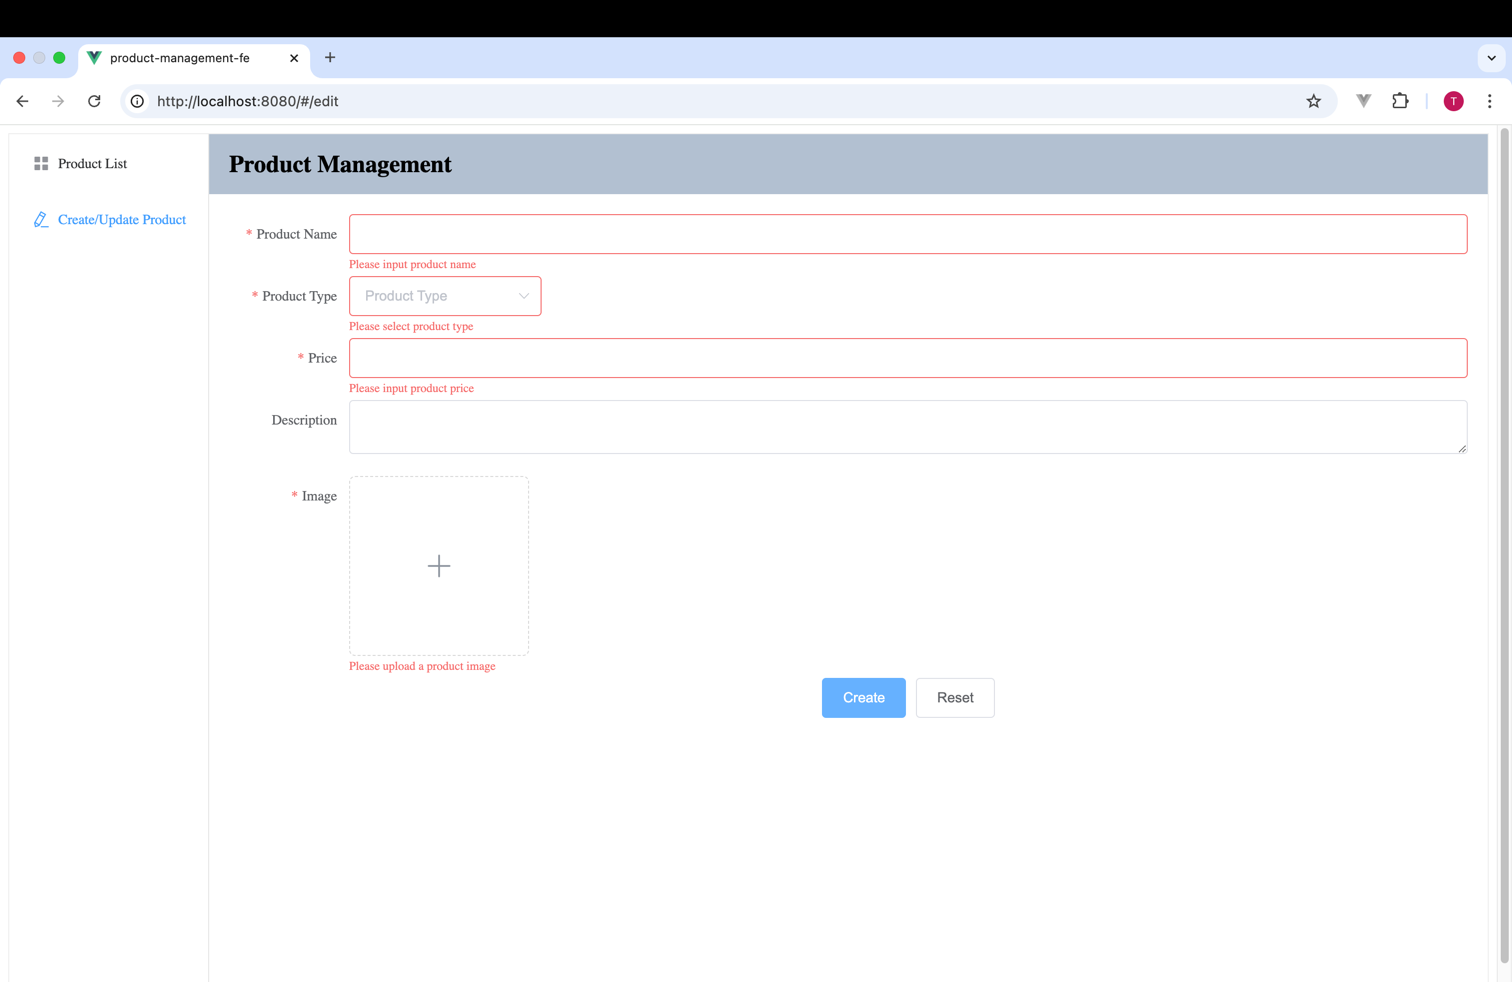 product-management-fe
http://localhost:8080/#/edit
T
Product List
Create/Update Product
Product Management
* Product Name
Please input product name
* Product Type
Product Type
Please select product type
* Price
Please input product price
Description
* Image
Please upload a product image
Create
Reset